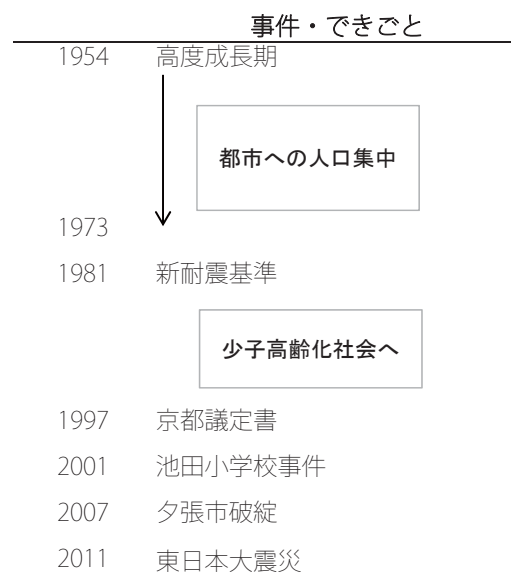 事件・できごと
1954 高度成長期
都市への人口集中
1973
1981 新耐震基準
少子高齢化社会へ
1997 京都議定書
2001 池田小学校事件
2007 夕張市破綻
2011 東日本大震災